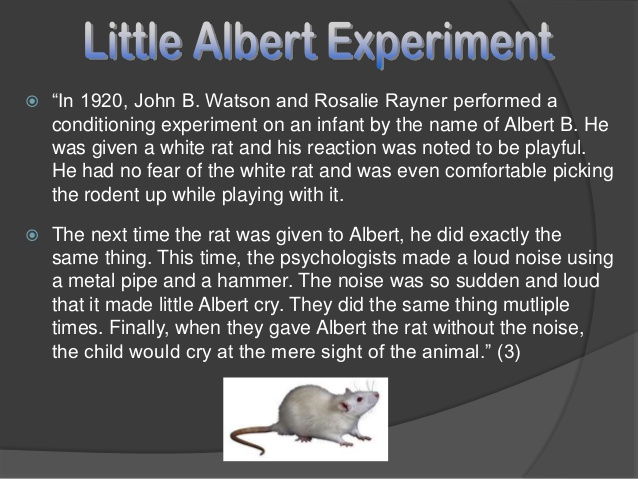 Little Albert Experiment
“In 1920, John B. Watson and Rosalie Rayner performed a
conditioning experiment on an infant by the name of Albert B. He
was given a white rat and his reaction was noted to be playful.
He had no fear of the white rat and was even comfortable picking
the rodent up while playing with it.
The next time the rat was given to Albert, he did exactly the
same thing. This time, the psychologists made a loud noise using
a metal pipe and a hammer. The noise was so sudden and loud
that it made little Albert cry. They did the same thing mutliple
times. Finally, when they gave Albert the rat without the noise,
the child would cry at the mere sight of the animal.” (3)